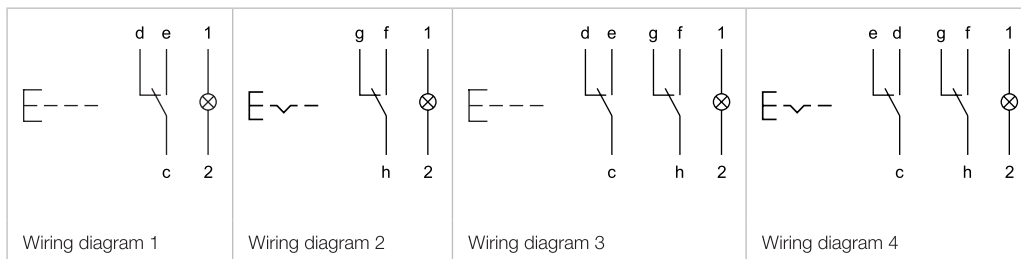 d e 1
c 2
Wiring diagram 1
g f 1
h 2
Wiring diagram 2
d e g f 1
c h 2
Wiring diagram 3
e d g f 1
c h 2
Wiring diagram 4